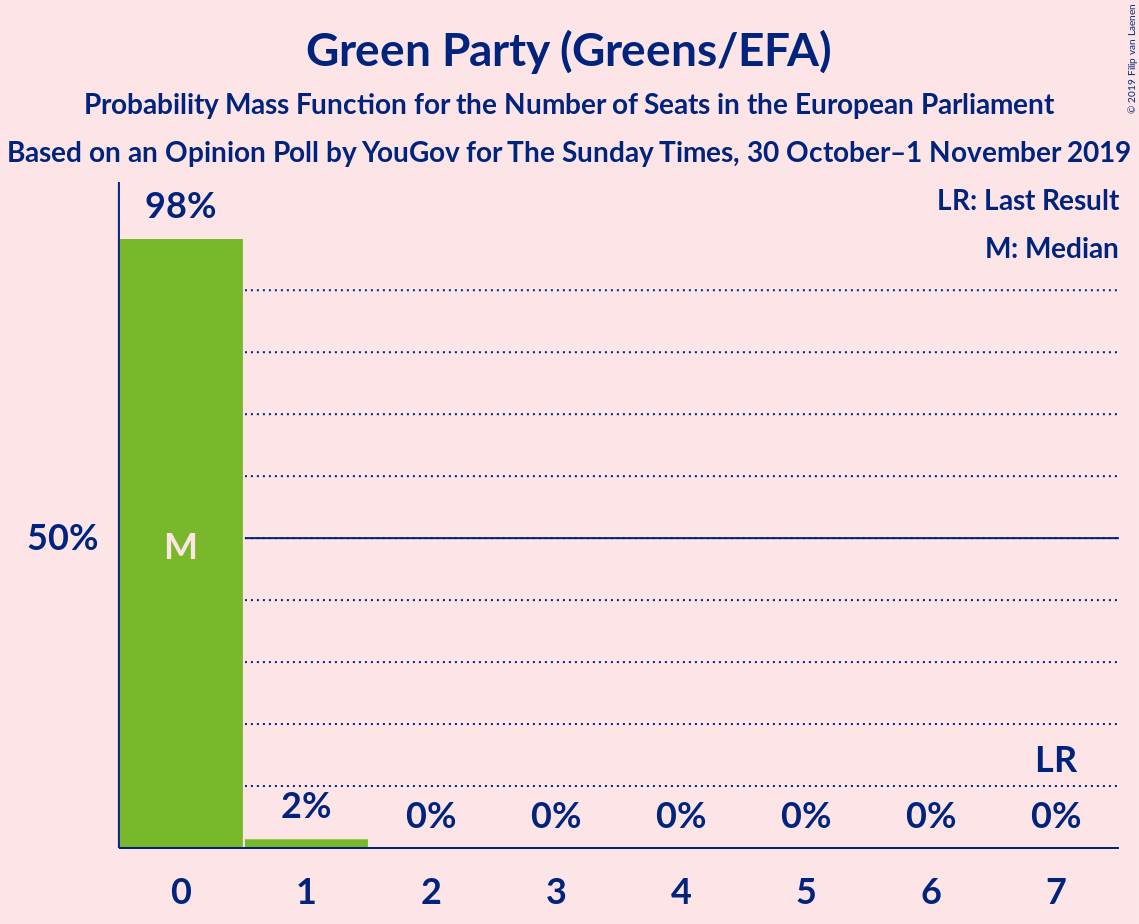 Green Party (Greens/EFA)
Probability Mass Function for the Number of Seats in the European Parliament
Based on an Opinion Poll by YouGov for The Sunday Times, 30 October–1 November 2019
© 2019 Filip van Laenen
LR: Last Result
M: Median
98%
50%
M
LR
2%
0%
0%
0%
0%
0%
0%
0
1
2
3
4
5
6
7